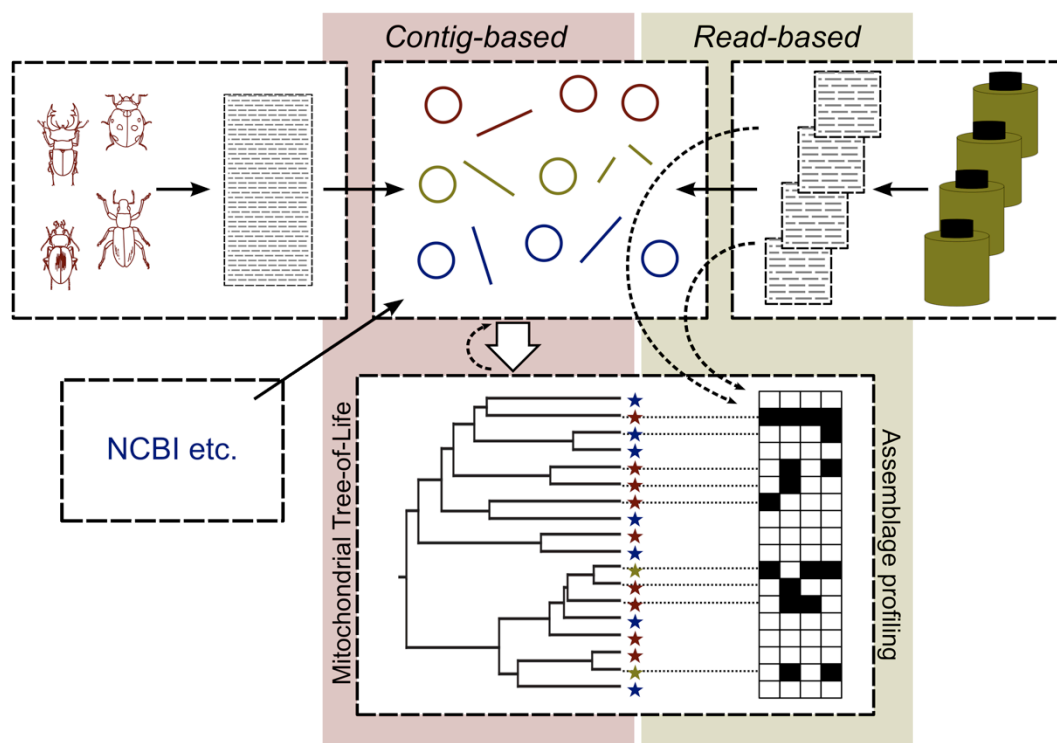 Contig-based
Read-based
NCBI etc.
Mitochondrial Tree-of-Life
Assemblage profiling